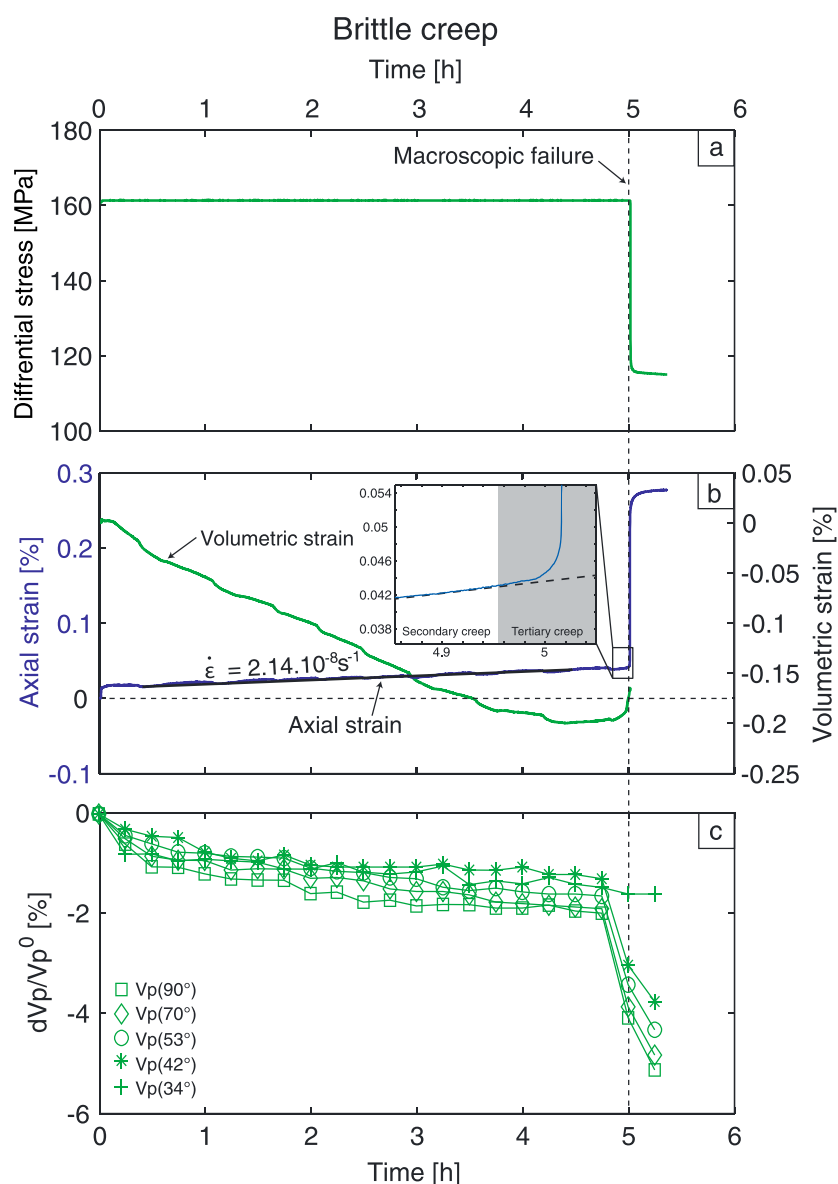 Brittle creep
Time [h]
0 1 2 3 4 5 6
180
160
140
120
100
Diffrential stress [MPa]
Macroscopic failure
a
0.3
0.2
0.1
0
-0.1
Axial strain [%]
0.05
0
-0.05
-0.1
-0.15
-0.2
-0.25
Volumetric strain [%]
b
Volumetric strain
0.054
0.05
0.046
0.042
0.038
Secondary creep Tertiary creep
4.9 5
ε̇ = 2.14.10⁻⁸s⁻¹
Axial strain
0
-2
-4
-6
dVp/Vp⁰ [%]
c
Vp(90°)
Vp(70°)
Vp(53°)
Vp(42°)
Vp(34°)
0 1 2 3 4 5 6
Time [h]